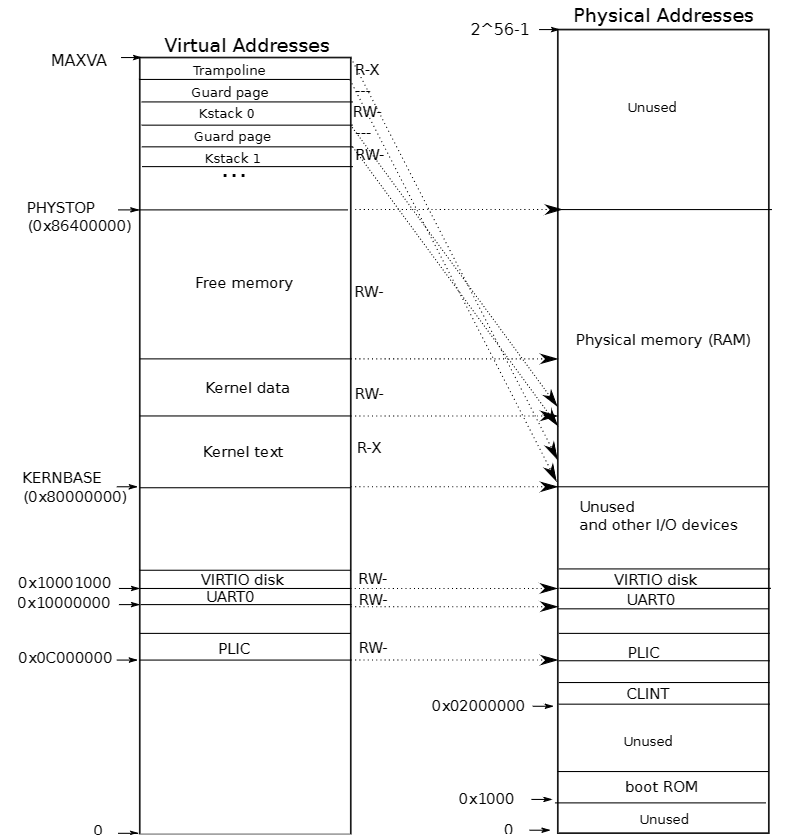 Virtual Addresses
MAXVA
Trampoline
R-X
Guard page
---
Kstack 0
RW-
Guard page
---
Kstack 1
RW-
...
PHYSTOP
(0x86400000)
Free memory
RW-
Kernel data
RW-
Kernel text
R-X
KERNBASE
(0x80000000)
0x10001000
VIRTIO disk
RW-
0x10000000
UART0
RW-
0x0C000000
PLIC
RW-
0
Physical Addresses
2^56-1
Unused
Physical memory (RAM)
Unused
and other I/O devices
VIRTIO disk
UART0
PLIC
CLINT
0x02000000
Unused
boot ROM
0x1000
Unused
0